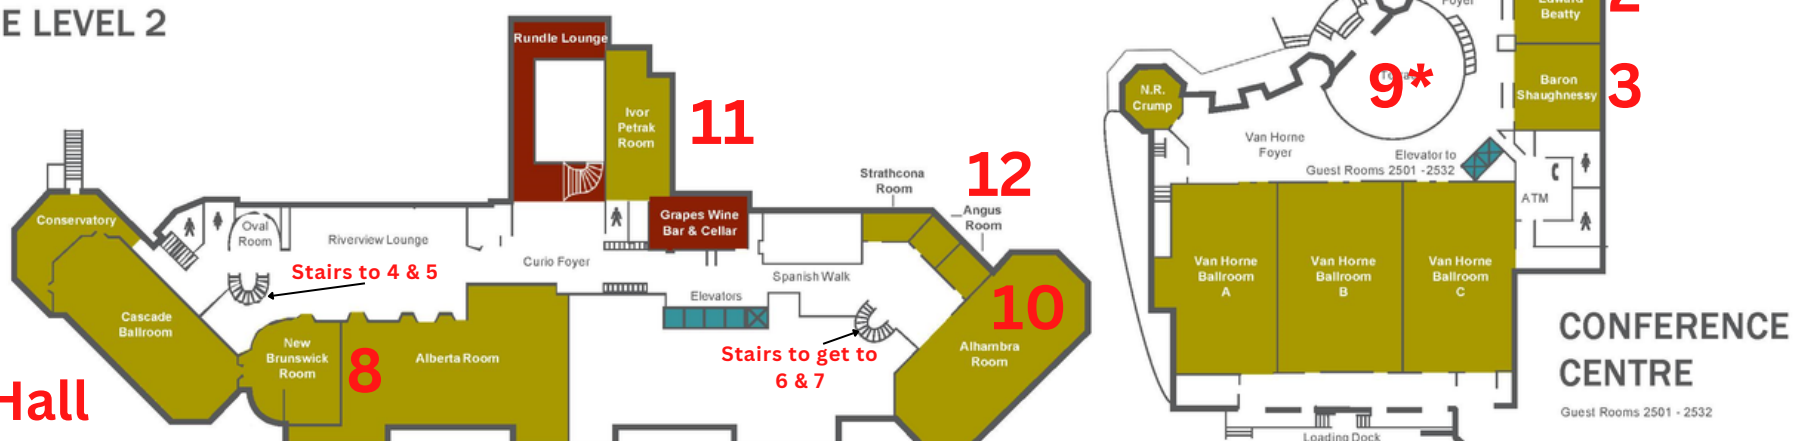 E LEVEL 2
Rundle Lounge
Ivor
Petrak
Room
11
Strathcona
Room
12
Angus
Room
Conservatory
Oval
Room
Riverview Lounge
Grapes Wine
Bar & Cellar
Curio Foyer
Spanish Walk
Stairs to 4 & 5
Elevators
Cascade
Ballroom
New
Brunswick
Room
8
Alberta Room
Stairs to get to
6 & 7
10
Alhambra
Room
Hall
Foyer
Edward
Beatty
2
Baron
Shaughnessy
3
N.R.
Crump
9*
Van Horne
Foyer
Elevator to
Guest Rooms 2501 -2532
ATM
Van Horne
Ballroom
A
Van Horne
Ballroom
B
Van Horne
Ballroom
C
CONFERENCE
CENTRE
Guest Rooms 2501 - 2532
Loading Dock